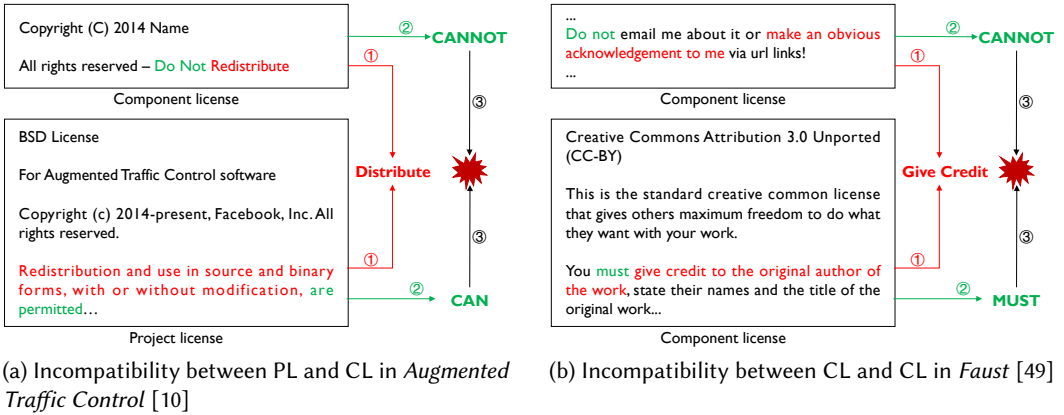 Copyright (C) 2014 Name
All rights reserved – Do Not Redistribute
Component license
BSD License
For Augmented Traffic Control software
Copyright (c) 2014-present, Facebook, Inc. All
rights reserved.
Redistribution and use in source and binary
forms, with or without modification, are
permitted…
Project license
②
CANNOT
①
③
Distribute
③
①
②
CAN
(a) Incompatibility between PL and CL in Augmented
Traffic Control [10]
...
Do not email me about it or make an obvious
acknowledgement to me via url links!
...
Component license
Creative Commons Attribution 3.0 Unported
(CC-BY)
This is the standard creative common license
that gives others maximum freedom to do what
they want with your work.
You must give credit to the original author of
the work, state their names and the title of the
original work...
Component license
②
CANNOT
①
③
Give Credit
③
①
②
MUST
(b) Incompatibility between CL and CL in Faust [49]